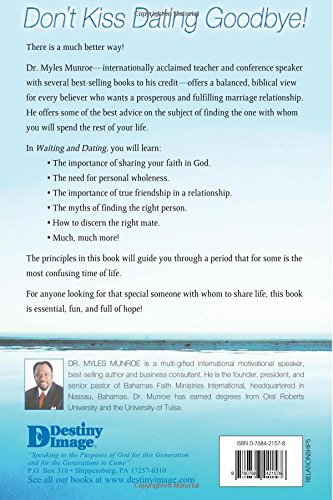 Don't Kiss Dating Goodbye!
There is a much better way!
Dr. Myles Munroe—internationally acclaimed teacher and conference speaker
with several best-selling books to his credit—offers a balanced, biblical view
for every believer who wants a prosperous and fulfilling marriage relationship.
He offers some of the best advice on the subject of finding the one with whom
you will spend the rest of your life.
In Waiting and Dating, you will learn:
• The importance of sharing your faith in God.
• The need for personal wholeness.
• The importance of true friendship in a relationship.
• The myths of finding the right person.
• How to discern the right mate.
• Much, much more!
The principles in this book will guide you through a period that for some is the
most confusing time of life.
For anyone looking for that special someone with whom to share life, this book
is essential, fun, and full of hope!
DR. MYLES MUNROE is a multi-gifted international motivational speaker,
best-selling author and business consultant. He is the founder, president, and
senior pastor of Bahamas Faith Ministries International, headquartered in
Nassau, Bahamas. Dr. Munroe has earned degrees from Oral Roberts
University and the University of Tulsa.
Destiny
Image
"Speaking to the Purposes of God for this Generation
and for the Generations to Come"
P.O. Box 310 • Shippensburg, PA 17257-0310
See all our books at www.destinyimage.com
ISBN 0-7684-2157-8
9 780768 421576
RELATIONSHIPS
Copyrighted Material